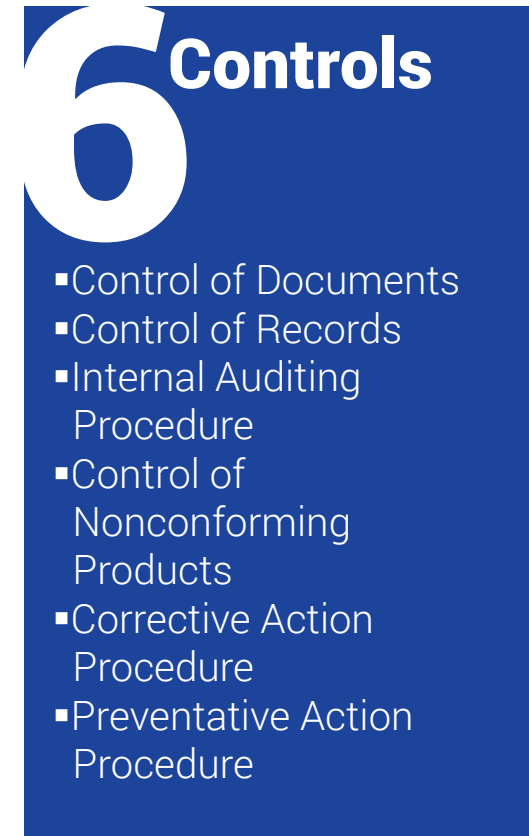 6 Controls
▪Control of Documents
▪Control of Records
▪Internal Auditing
Procedure
▪Control of
Nonconforming
Products
▪Corrective Action
Procedure
▪Preventative Action
Procedure